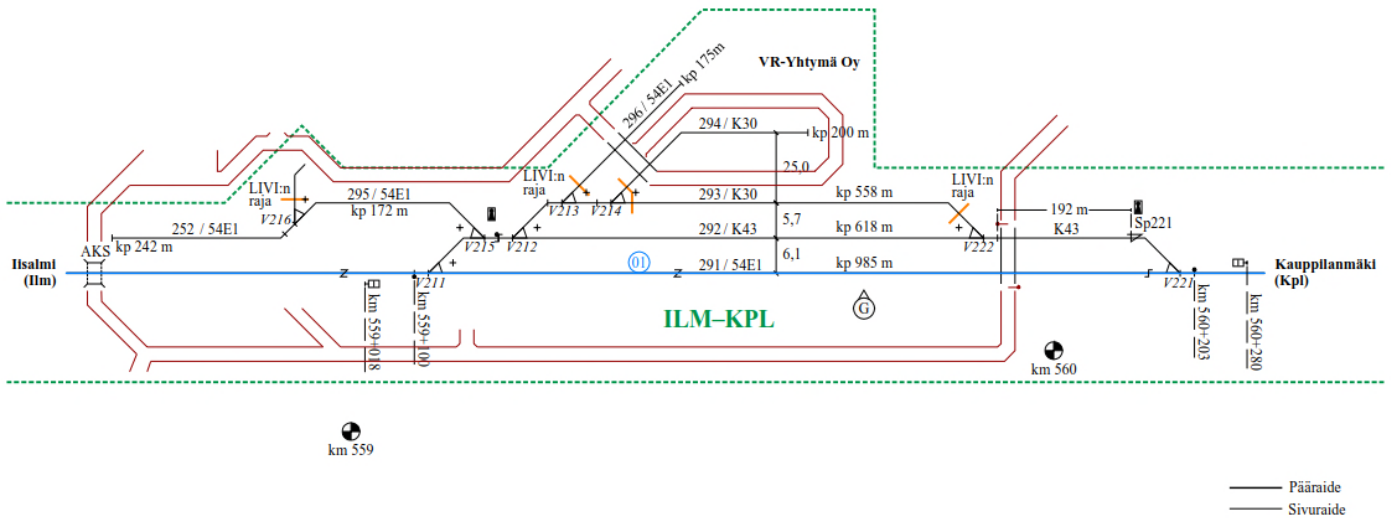 VR-Yhtymä Oy
296 / 54E1
kp 175m
294 / K30
kp 200 m
25,0
LIVI:n
raja
295 / 54E1
kp 172 m
V216
LIVI:n
raja
V213
V214
293 / K30
kp 558 m
LIVI:n
raja
192 m
5,7
252 / 54E1
kp 242 m
AKS
V215
V212
292 / K43
kp 618 m
V222
K43
Sp221
6,1
Iisalmi
(Ilm)
V211
01
291 / 54E1
kp 985 m
V221
Kauppilanmäki
(Kpl)
km 559+018
km 559+100
ILM–KPL
G
km 560+203
km 560+280
km 560
km 559
Pääraide
Sivuraide